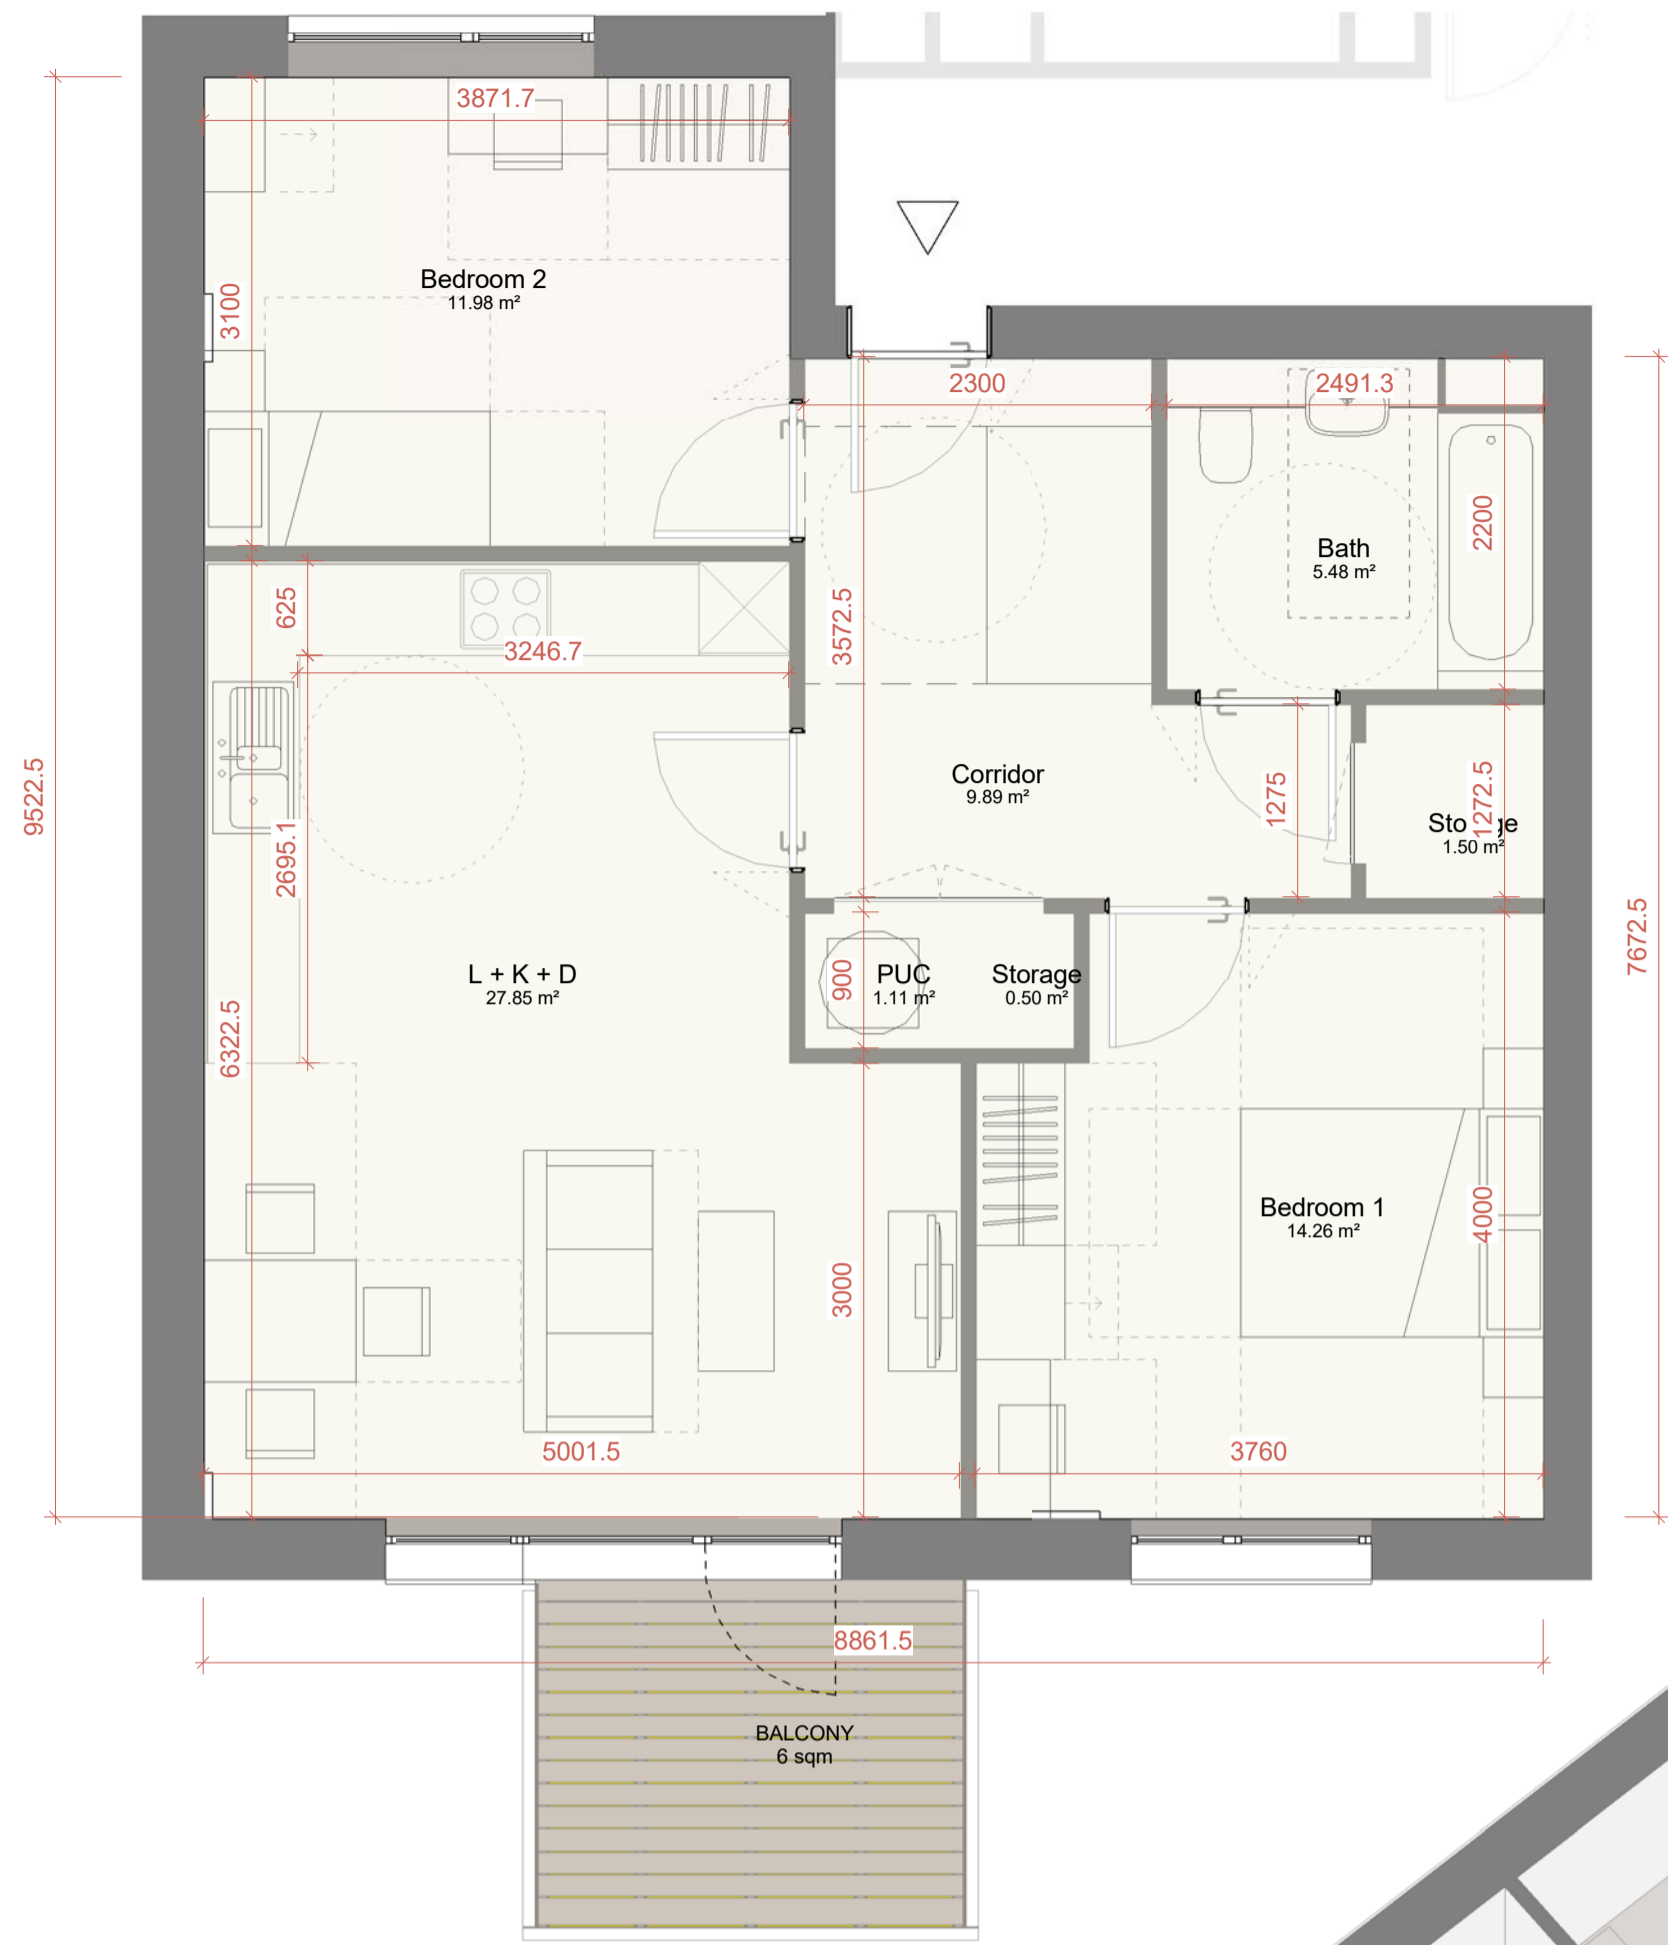 3871.7
3100
Bedroom 2
11.98 m²
2300
2491.3
2200
Bath
5.48 m²
625
3246.7
3572.5
9522.5
2695.1
Corridor
9.89 m²
1275
1272.5
Storage
1.50 m²
7672.5
L + K + D
27.85 m²
6322.5
900
PUC
1.11 m²
Storage
0.50 m²
Bedroom 1
14.26 m²
4000
3000
5001.5
3760
8861.5
BALCONY
6 sqm